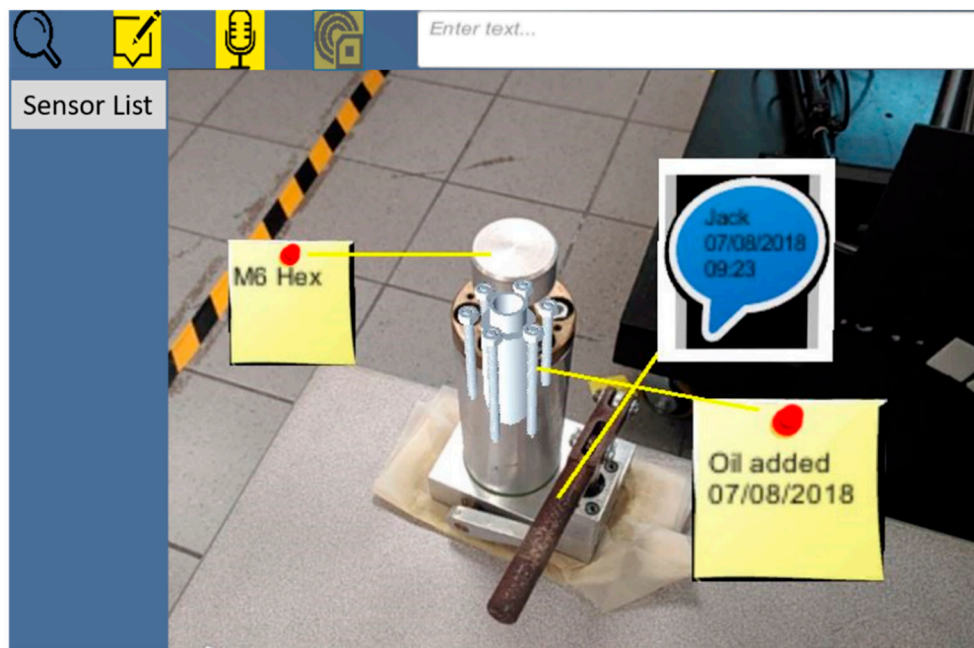 Enter text...
Sensor List
M6 Hex
Jack
07/08/2018
09:23
Oil added
07/08/2018